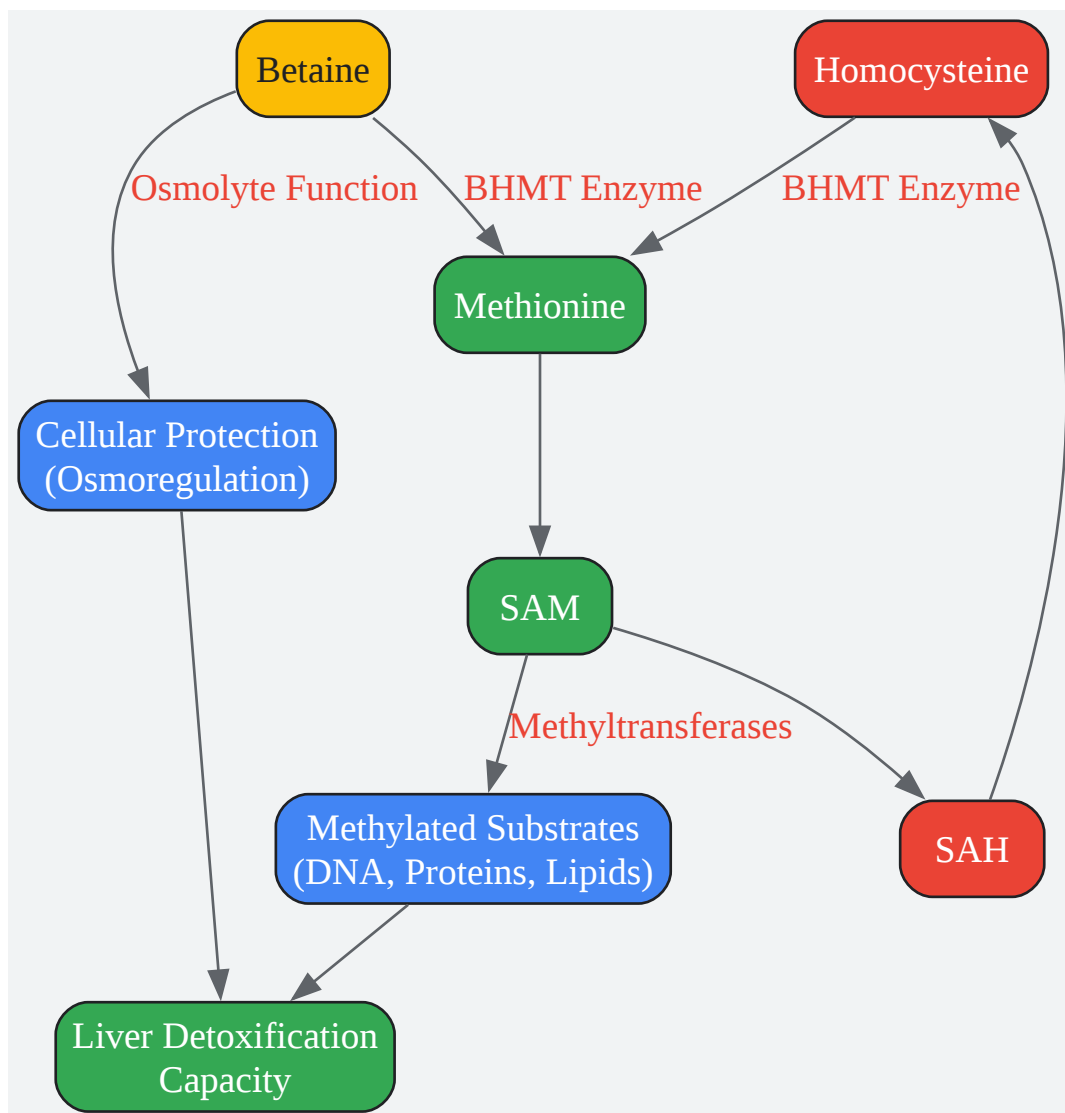 Betaine
Homocysteine
Osmolyte Function
BHMT Enzyme
BHMT Enzyme
Methionine
Cellular Protection
(Osmoregulation)
SAM
Methyltransferases
Methylated Substrates
(DNA, Proteins, Lipids)
SAH
Liver Detoxification
Capacity